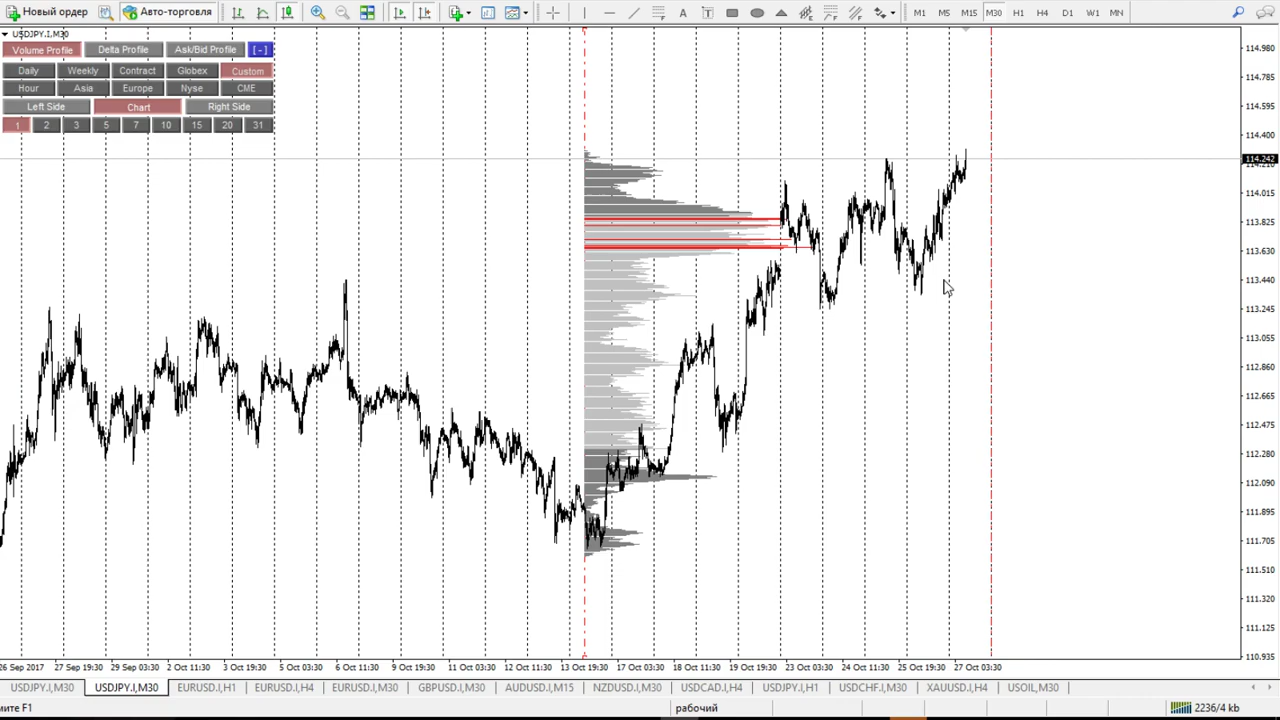 Новый ордер Авто-торговля A T M1 M5 M15 M30 H1 H4 D1 W1 MN
USDJPY.I,M30
Volume Profile Delta Profile Ask/Bid Profile [-]
Daily Weekly Contract Globex Custom
Hour Asia Europe Nyse CME
Left Side Chart Right Side
1 2 3 5 7 10 15 20 31
114.980
114.785
114.595
114.400
114.242
114.015
113.825
113.630
113.440
113.245
113.055
112.860
112.665
112.475
112.280
112.090
111.895
111.705
111.510
111.320
111.125
110.935
26 Sep 2017 27 Sep 19:30 29 Sep 03:30 2 Oct 11:30 3 Oct 19:30 5 Oct 03:30 6 Oct 11:30 9 Oct 19:30 11 Oct 03:30 12 Oct 11:30 13 Oct 19:30 17 Oct 03:30 18 Oct 11:30 19 Oct 19:30 23 Oct 03:30 24 Oct 11:30 25 Oct 19:30 27 Oct 03:30
USDJPY.I,M30 USDJPY.I,M30 EURUSD.I,H1 EURUSD.I,H4 EURUSD.I,M30 GBPUSD.I,M30 AUDUSD.I,M15 NZDUSD.I,M30 USDCAD.I,H4 USDJPY.I,H1 USDCHF.I,M30 XAUUSD.I,H4 USOIL,M30
мите F1 рабочий 2236/4 kb